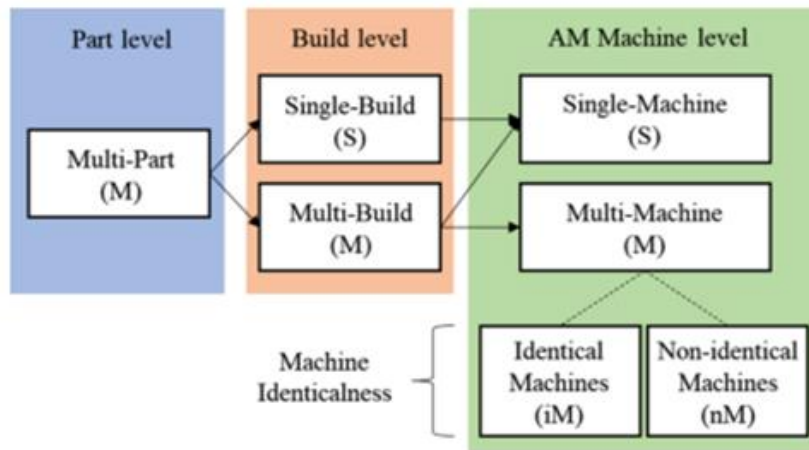 Part level
Build level
AM Machine level
Multi-Part
(M)
Single-Build
(S)
Multi-Build
(M)
Single-Machine
(S)
Multi-Machine
(M)
Machine
Identicalness
Identical
Machines
(iM)
Non-identical
Machines
(nM)